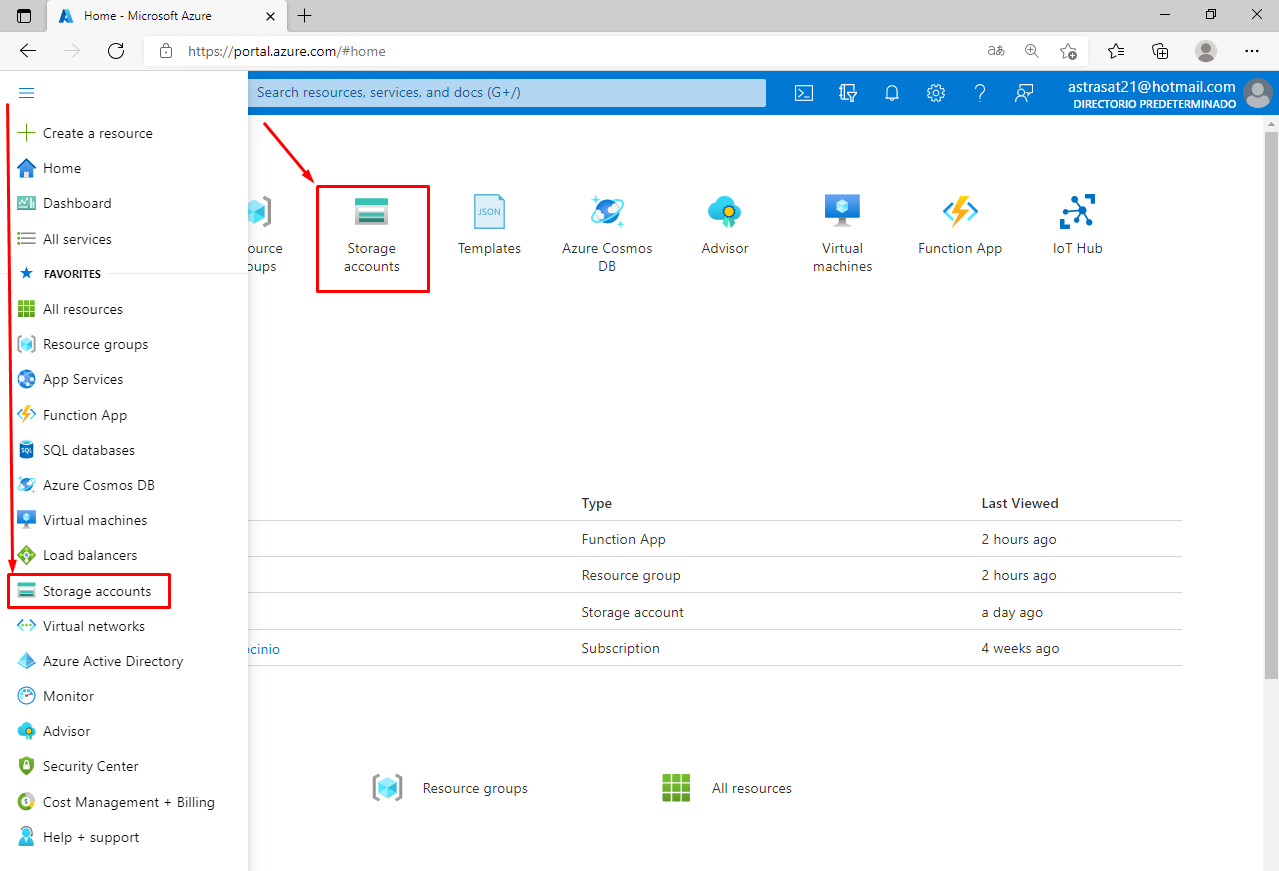 Home - Microsoft Azure
https://portal.azure.com/#home
Search resources, services, and docs (G+/)
astrasat21@hotmail.com
DIRECTORIO PREDETERMINADO
Create a resource
Home
Dashboard
All services
FAVORITES
All resources
Resource groups
App Services
Function App
SQL databases
Azure Cosmos DB
Virtual machines
Load balancers
Storage accounts
Virtual networks
Azure Active Directory
Monitor
Advisor
Security Center
Cost Management + Billing
Help + support
Storage
accounts
JSON
Templates
Azure Cosmos
DB
Advisor
Virtual
machines
Function App
IoT Hub
Type
Last Viewed
Function App
2 hours ago
Resource group
2 hours ago
Storage account
a day ago
Subscription
4 weeks ago
Resource groups
All resources